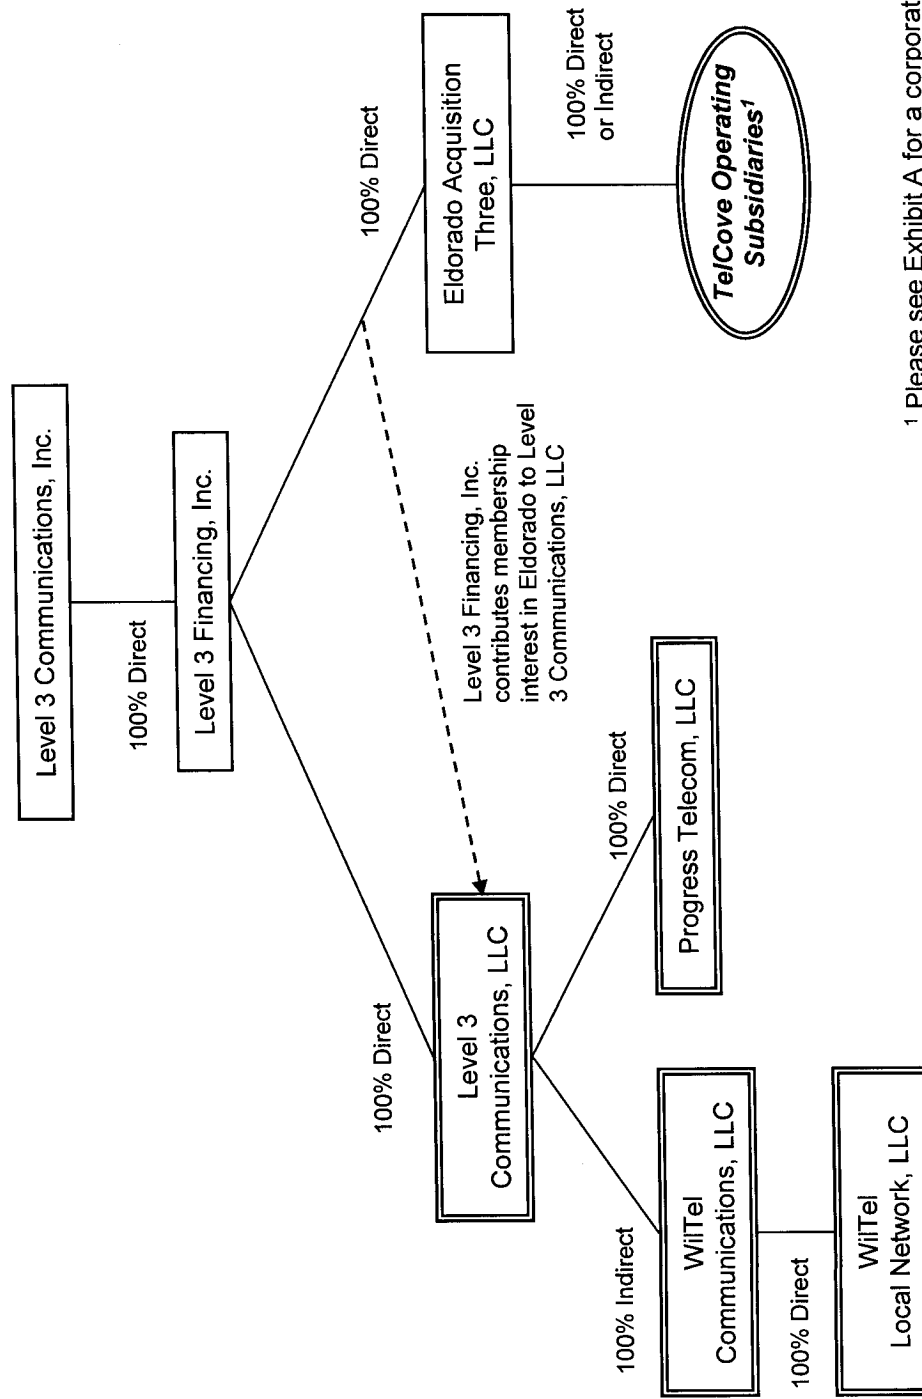 Level 3 Communications, Inc.
100% Direct
Level 3 Financing, Inc.
100% Direct
100% Direct
Level 3
Communications, LLC
Eldorado Acquisition
Three, LLC
Level 3 Financing, Inc.
contributes membership
interest in Eldorado to Level
3 Communications, LLC
100% Indirect
100% Direct
100% Direct
or Indirect
WilTel
Communications, LLC
Progress Telecom, LLC
TelCove Operating
Subsidiaries¹
100% Direct
WilTel
Local Network, LLC
¹ Please see Exhibit A for a corporat